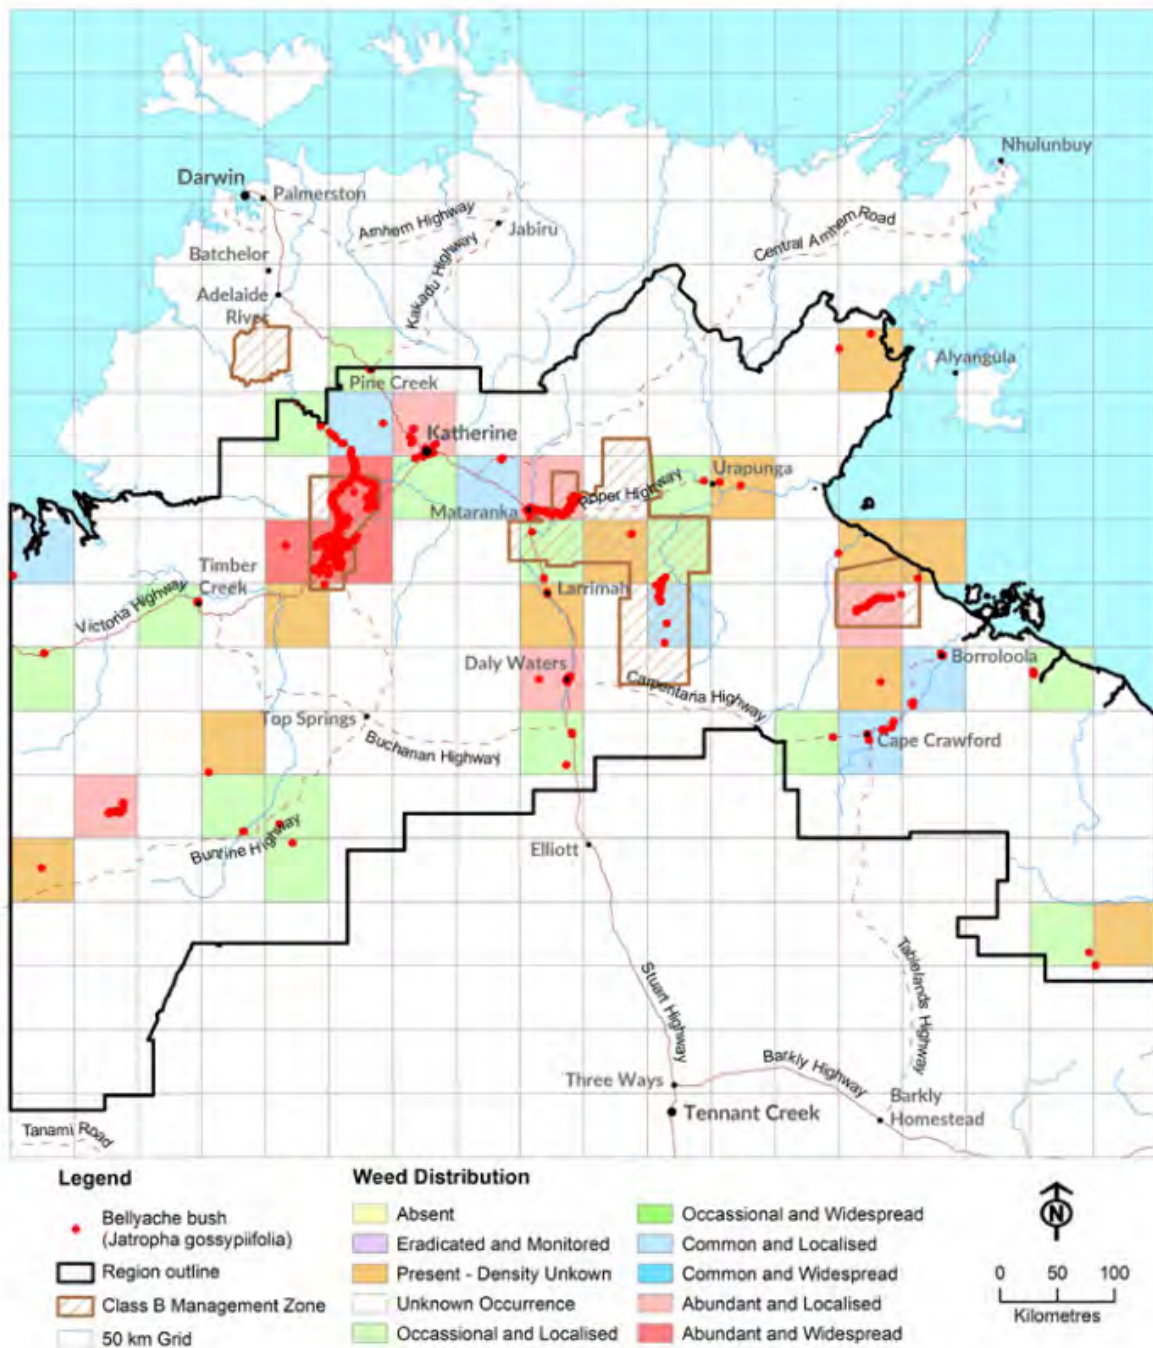 Nhulunbuy
Darwin
Palmerston
Arnhem Highway
Jabiru
Central Arnhem Road
Batchelor
Kakadu Highway
Adelaide
River
Alyangula
Pine Creek
Katherine
Urapunga
Roper Highway
Mataranka
Timber
Creek
Larrimah
Victoria Highway
Daly Waters
Borroloola
Carpentaria Highway
Top Springs
Buchanan Highway
Cape Crawford
Buntine Highway
Elliott
Tablelands Highway
Stuart Highway
Three Ways
Barkly Highway
Barkly
Homestead
Tennant Creek
Tanami Road
Legend
Bellyache bush
(Jatropha gossypiifolia)
Region outline
Class B Management Zone
50 km Grid
Weed Distribution
Absent
Eradicated and Monitored
Present - Density Unkown
Unknown Occurrence
Occassional and Localised
Occassional and Widespread
Common and Localised
Common and Widespread
Abundant and Localised
Abundant and Widespread
N
0 50 100
Kilometres